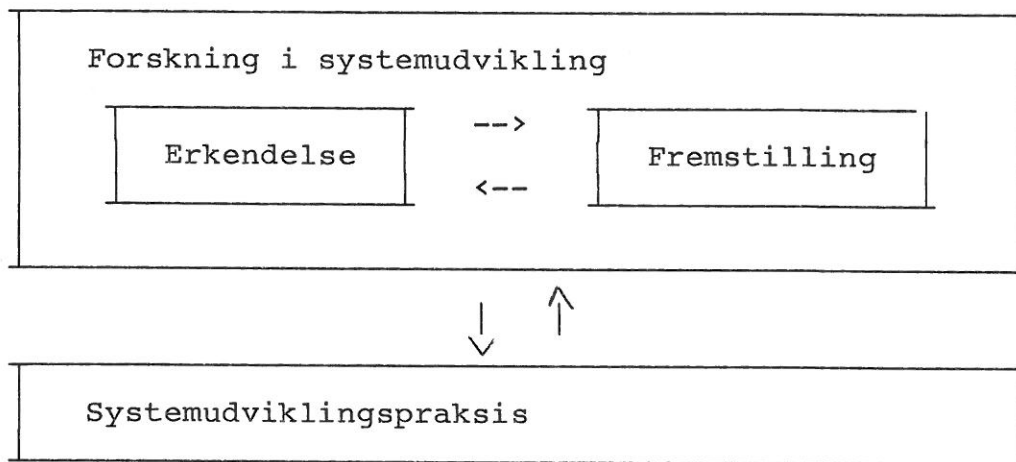 Forskning i systemudvikling
Erkendelse
-->
Fremstilling
<--
Systemudviklingspraksis